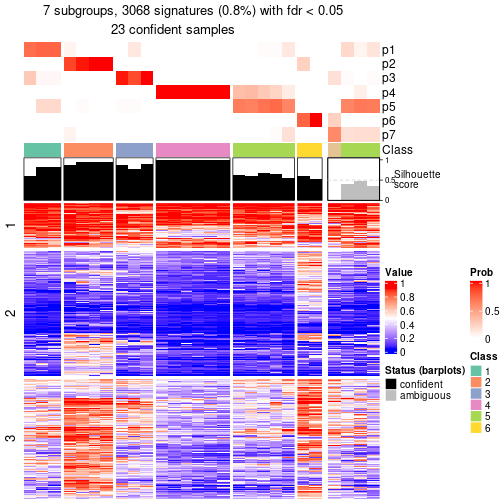 7 subgroups, 3068 signatures (0.8%) with fdr < 0.05
23 confident samples
p1
p2
p3
p4
p5
p6
p7
Class
1
0.5
0
Silhouette
score
1
2
3
Value
1
0.8
0.6
0.4
0.2
0
Status (barplots)
confident
ambiguous
Prob
1
0.5
0
Class
1
2
3
4
5
6